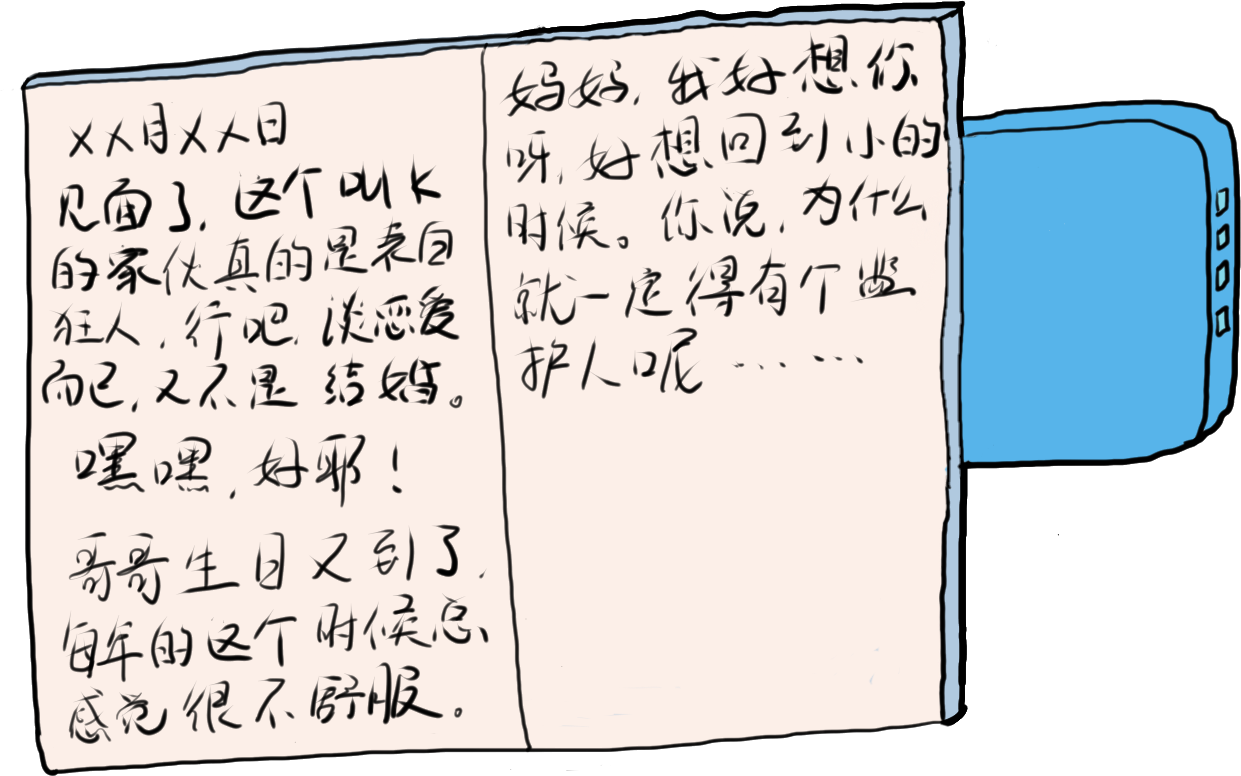 ××月××日
见面了，这个叫K
的家伙真的是表白
狂人，行吧，谈恋爱
而已，又不是结婚。
嘿嘿，好耶！
哥哥生日又到了，
每年的这个时候总
感觉很不舒服。
妈妈，我好想你
呀，好想回到小的
时候。你说，为什么
就一定得有个监
护人呢……